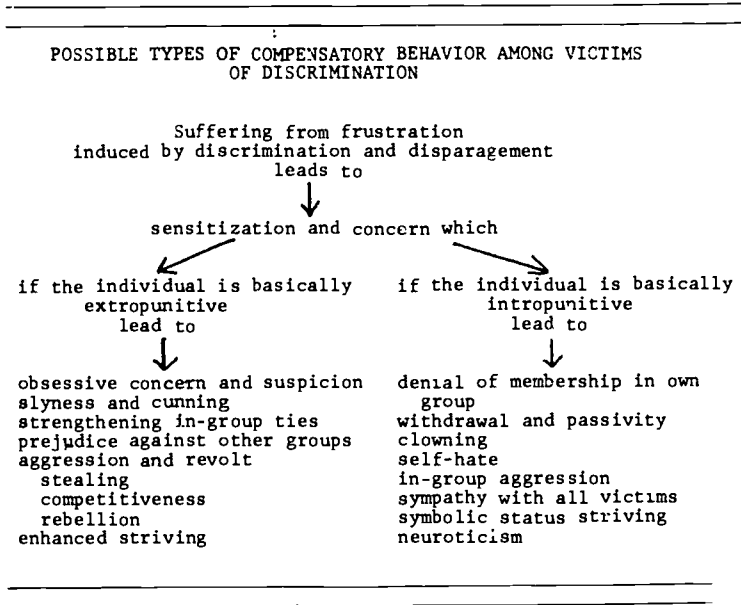 POSSIBLE TYPES OF COMPENSATORY BEHAVIOR AMONG VICTIMS
OF DISCRIMINATION
Suffering from frustration
induced by discrimination and disparagement
leads to
sensitization and concern which
if the individual is basically
extropunitive
lead to
obsessive concern and suspicion
slyness and cunning
strengthening in-group ties
prejudice against other groups
aggression and revolt
stealing
competitiveness
rebellion
enhanced striving
if the individual is basically
intropunitive
lead to
denial of membership in own
group
withdrawal and passivity
clowning
self-hate
in-group aggression
sympathy with all victims
symbolic status striving
neuroticism